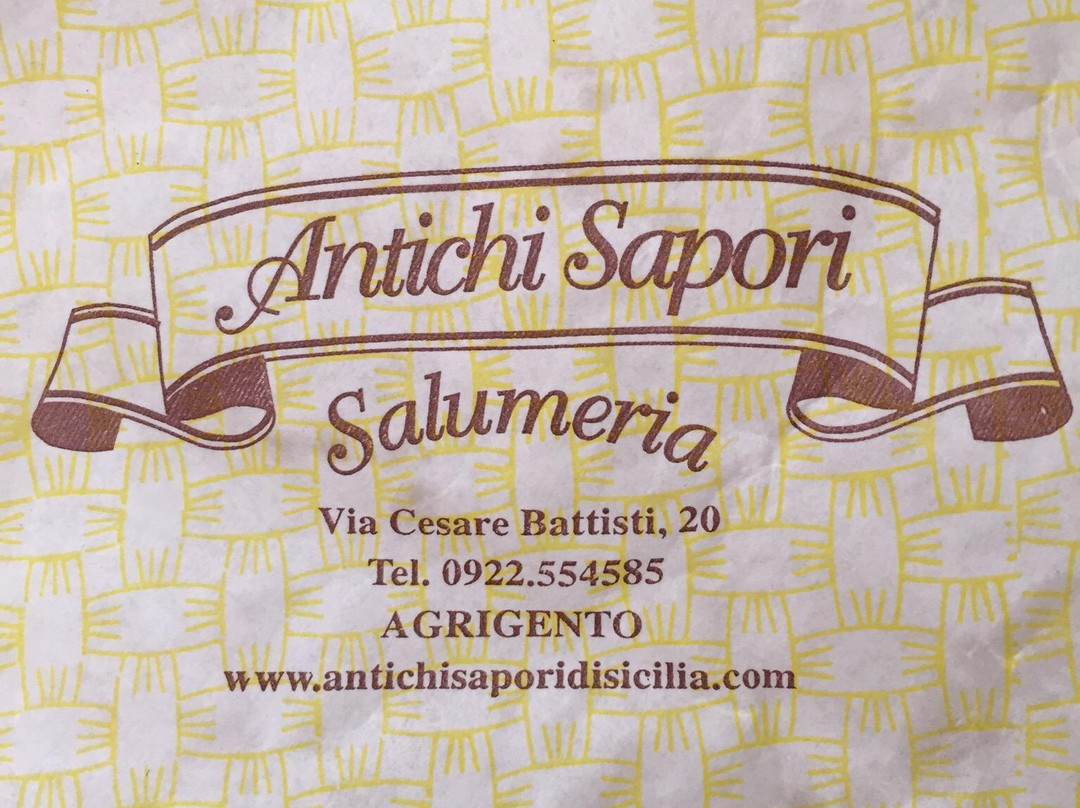 Antichi Sapori
Salumeria
Via Cesare Battisti, 20
Tel. 0922.554585
AGRIGENTO
www.antichisaporidisicilia.com